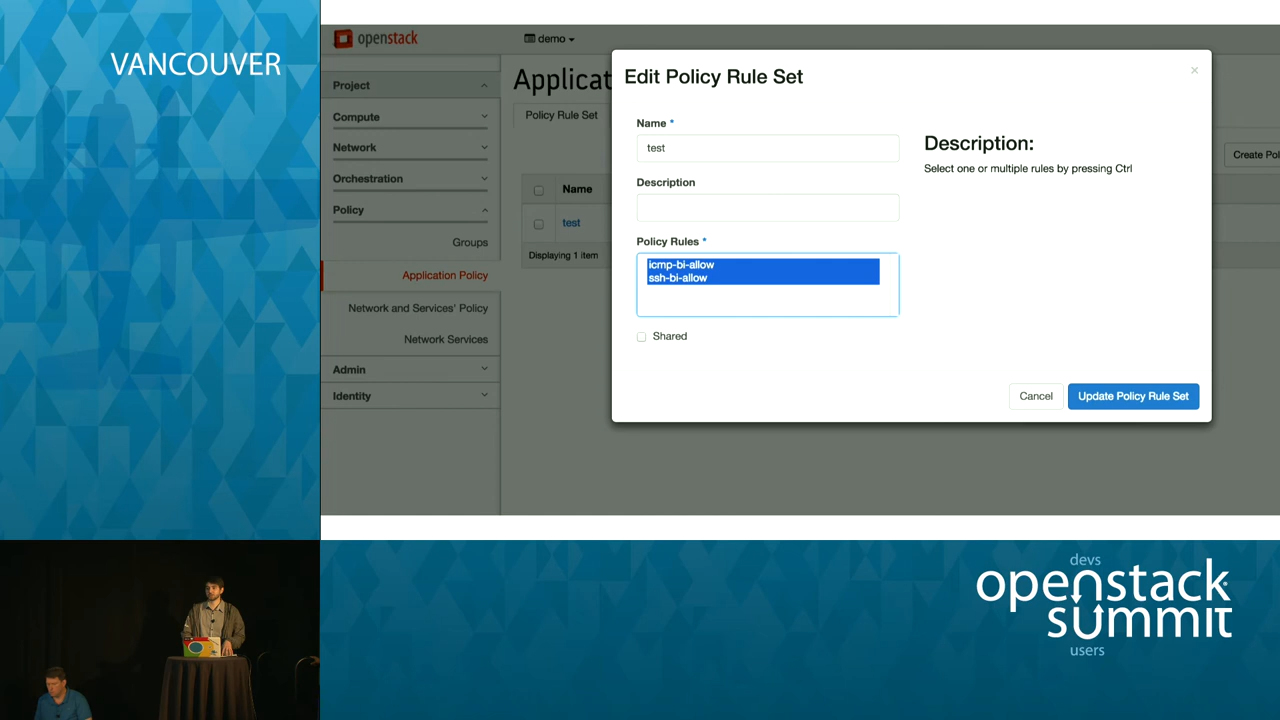 VANCOUVER
openstack
demo
Project
Compute
Network
Orchestration
Policy
Groups
Application Policy
Network and Services' Policy
Network Services
Admin
Identity
Applicat
Policy Rule Set
Create Pol
Name
test
Displaying 1 item
Edit Policy Rule Set
×
Name *
test
Description
Policy Rules *
icmp-bi-allow
ssh-bi-allow
Shared
Description:
Select one or multiple rules by pressing Ctrl
Cancel
Update Policy Rule Set
devs
openstack
summit
users